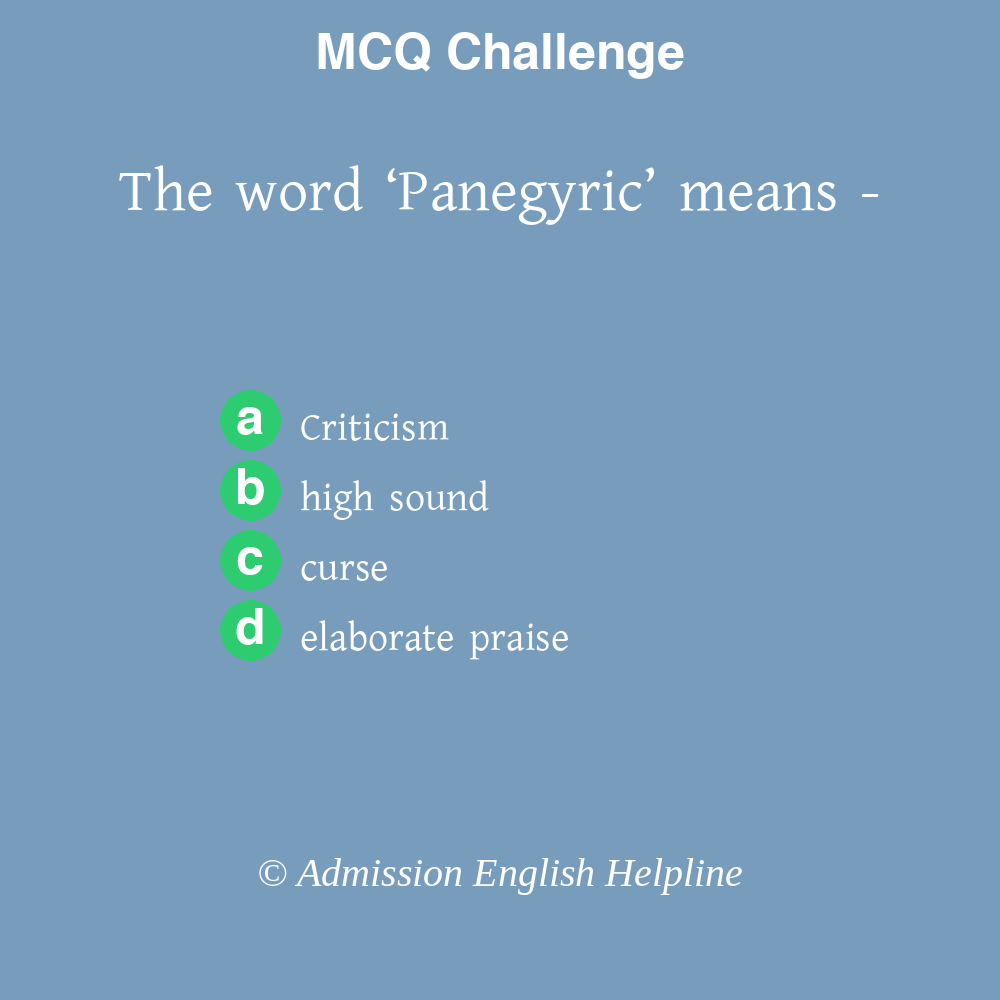 MCQ Challenge
The word ‘Panegyric’ means -
a Criticism
b high sound
c curse
d elaborate praise
© Admission English Helpline